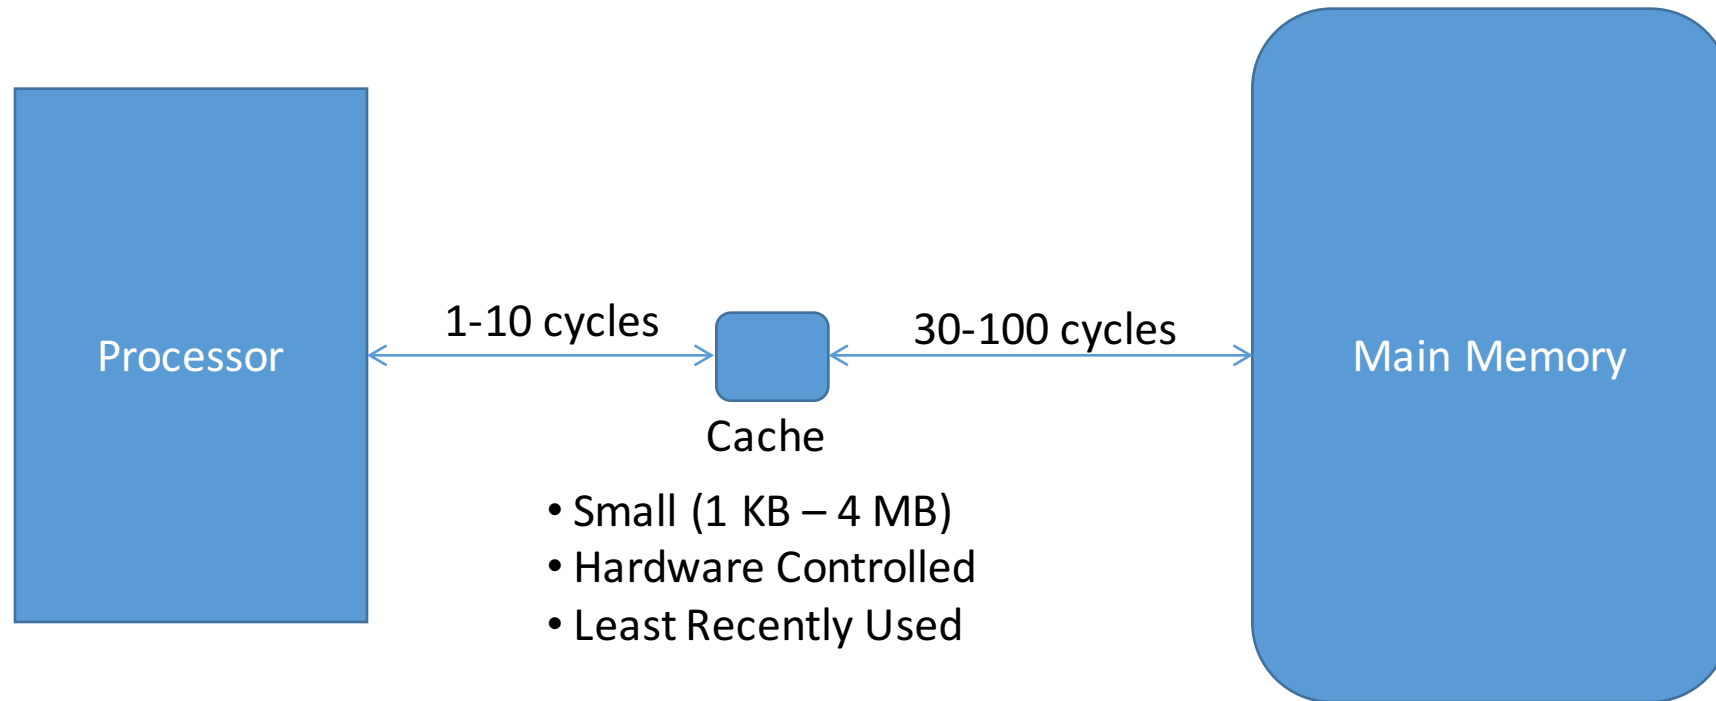 Processor
1-10 cycles
30-100 cycles
Main Memory
Cache
• Small (1 KB – 4 MB)
• Hardware Controlled
• Least Recently Used